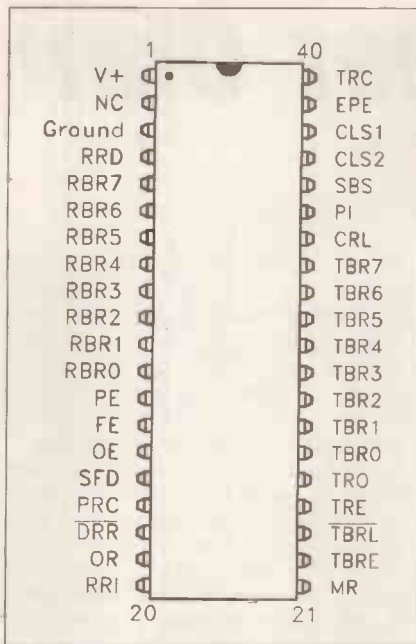 1 40
V+ TRC
NC EPE
Ground CLS1
RRD CLS2
RBR7 SBS
RBR6 PI
RBR5 CRL
RBR4 TBR7
RBR3 TBR6
RBR2 TBR5
RBR1 TBR4
RBR0 TBR3
PE TBR2
FE TBR1
OE TBR0
SFD TRO
PRC TRE
D̅R̅R̅ T̅B̅R̅L̅
OR TBRE
RRI MR
20 21